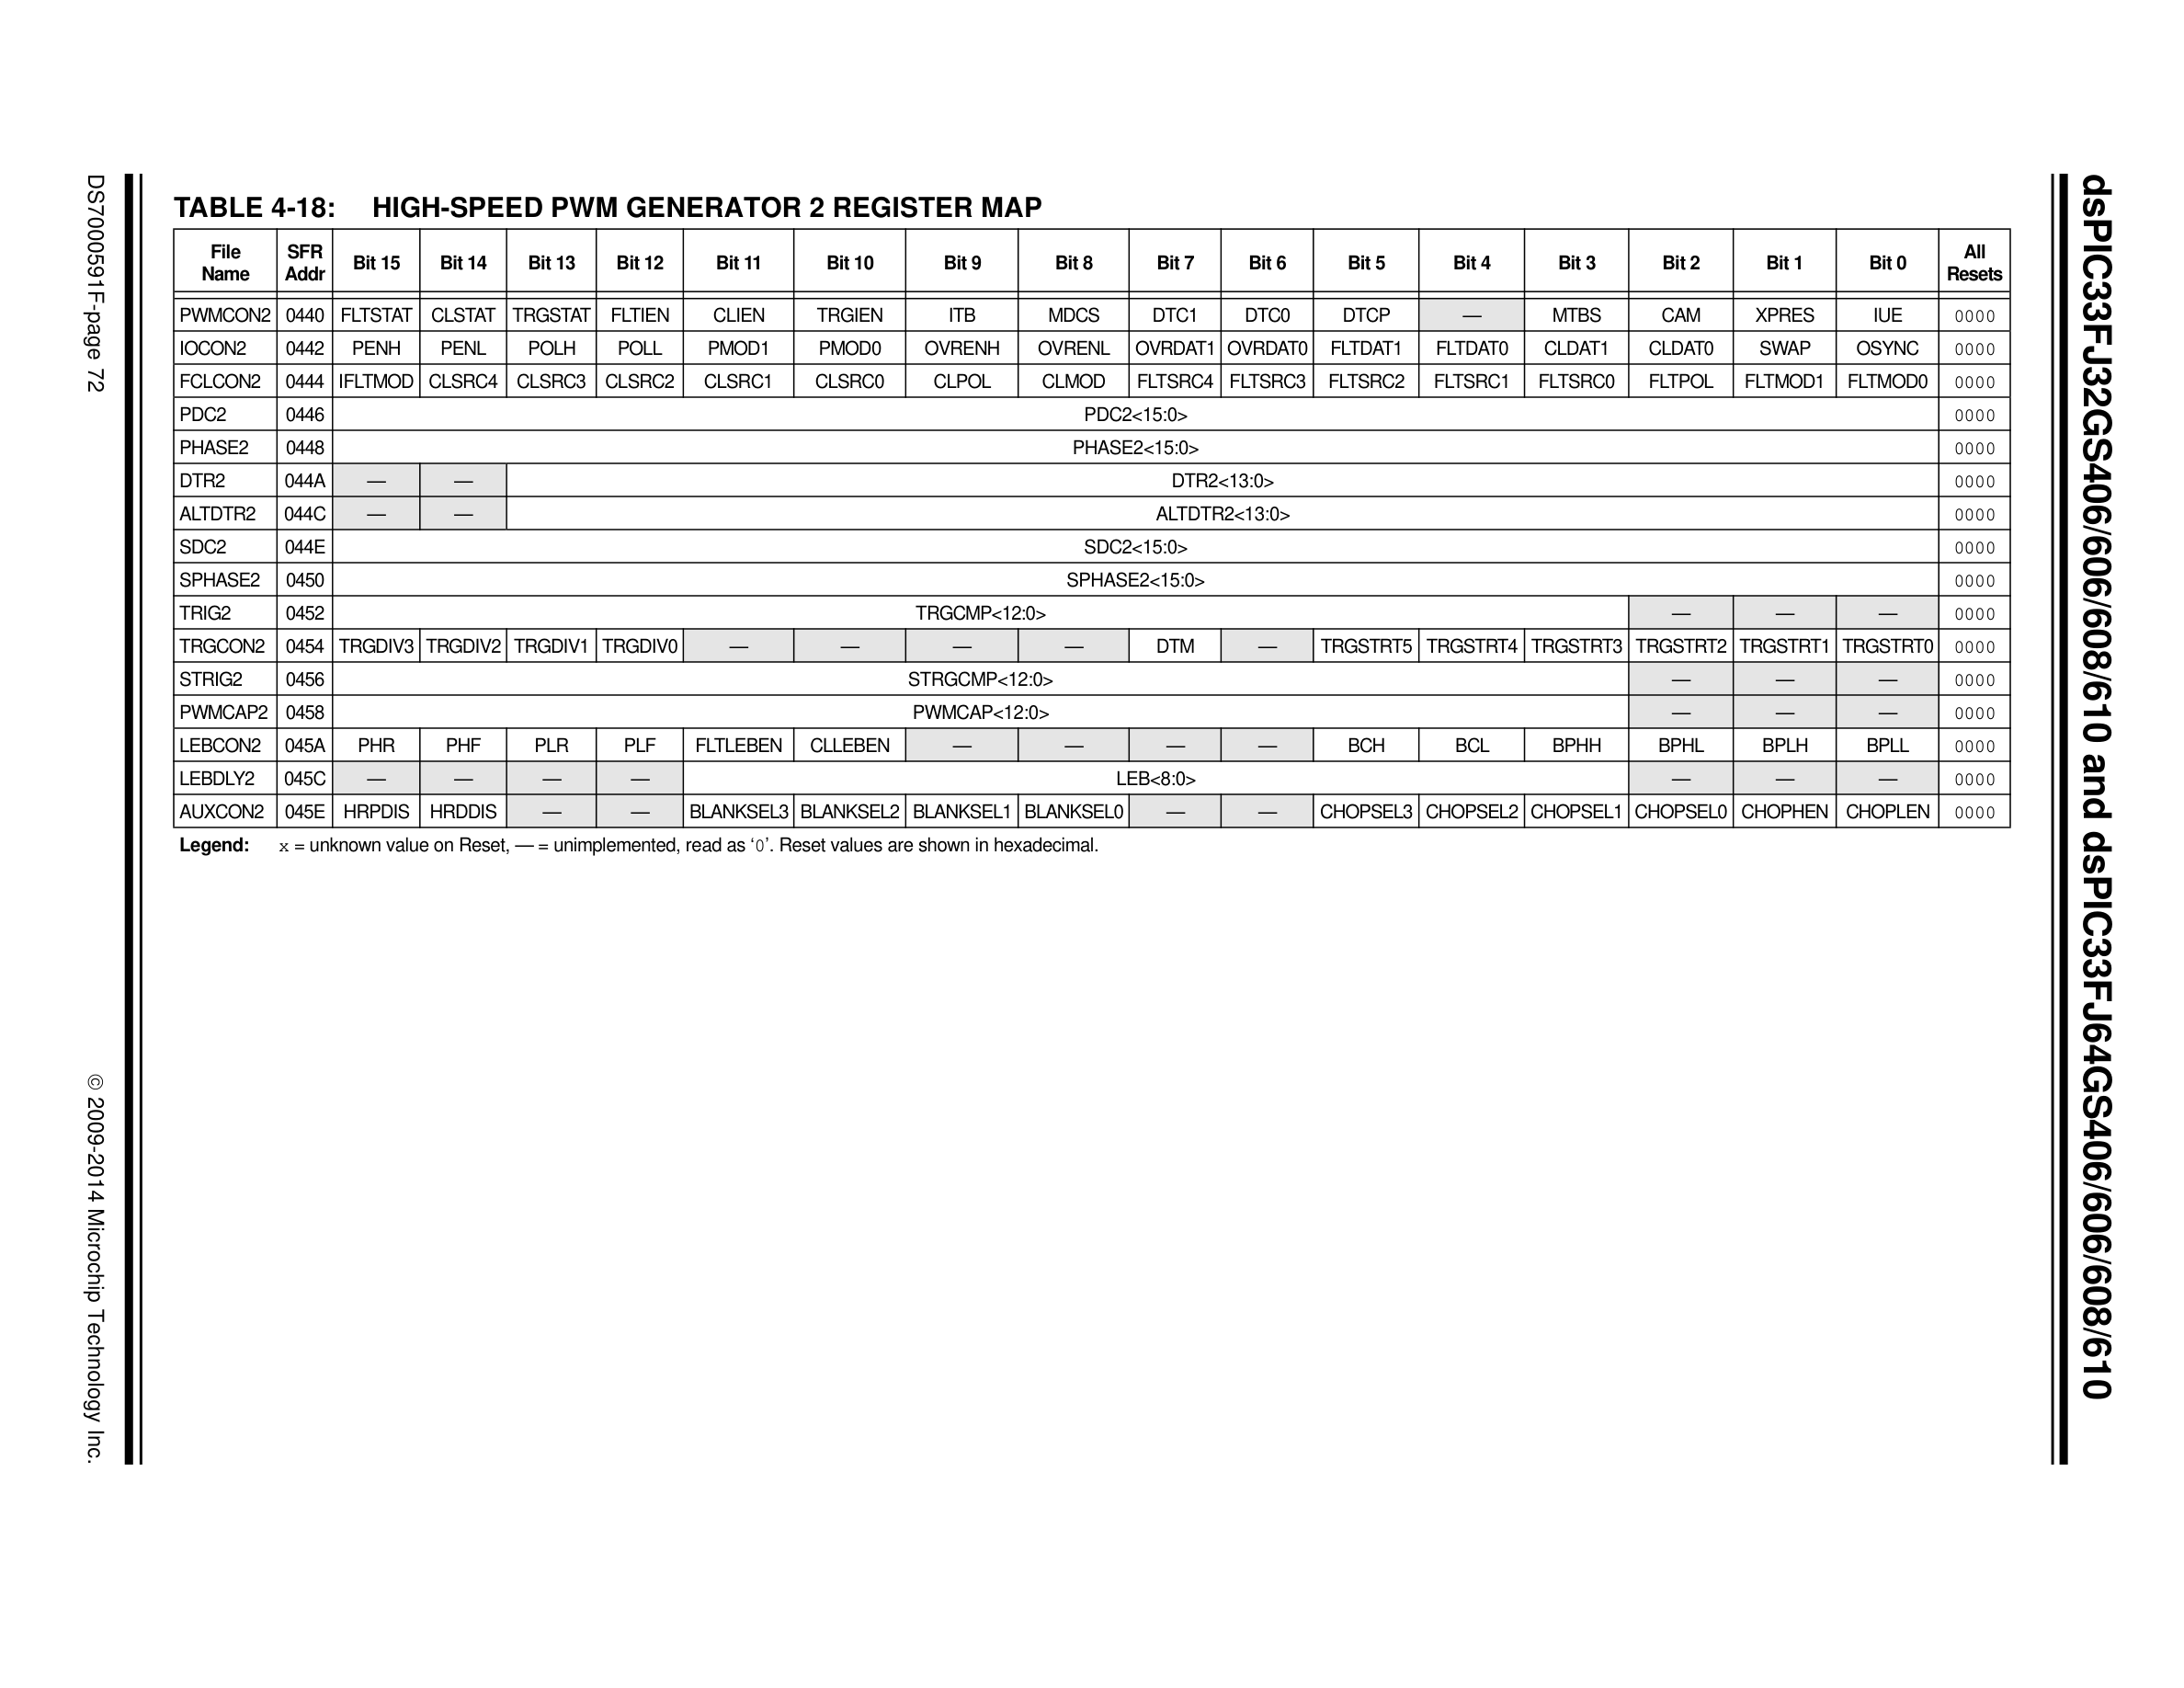 TABLE 4-18: HIGH-SPEED PWM GENERATOR 2 REGISTER MAP
File Name SFR Addr Bit 15 Bit 14 Bit 13 Bit 12 Bit 11 Bit 10 Bit 9 Bit 8 Bit 7 Bit 6 Bit 5 Bit 4 Bit 3 Bit 2 Bit 1 Bit 0 All Resets
PWMCON2 0440 FLTSTAT CLSTAT TRGSTAT FLTIEN CLIEN TRGIEN ITB MDCS DTC1 DTC0 DTCP — MTBS CAM XPRES IUE 0000
IOCON2 0442 PENH PENL POLH POLL PMOD1 PMOD0 OVRENH OVRENL OVRDAT1 OVRDAT0 FLTDAT1 FLTDAT0 CLDAT1 CLDAT0 SWAP OSYNC 0000
FCLCON2 0444 IFLTMOD CLSRC4 CLSRC3 CLSRC2 CLSRC1 CLSRC0 CLPOL CLMOD FLTSRC4 FLTSRC3 FLTSRC2 FLTSRC1 FLTSRC0 FLTPOL FLTMOD1 FLTMOD0 0000
PDC2 0446 PDC2<15:0> 0000
PHASE2 0448 PHASE2<15:0> 0000
DTR2 044A — — DTR2<13:0> 0000
ALTDTR2 044C — — ALTDTR2<13:0> 0000
SDC2 044E SDC2<15:0> 0000
SPHASE2 0450 SPHASE2<15:0> 0000
TRIG2 0452 TRGCMP<12:0> — — — 0000
TRGCON2 0454 TRGDIV3 TRGDIV2 TRGDIV1 TRGDIV0 — — — — DTM — TRGSTRT5 TRGSTRT4 TRGSTRT3 TRGSTRT2 TRGSTRT1 TRGSTRT0 0000
STRIG2 0456 STRGCMP<12:0> — — — 0000
PWMCAP2 0458 PWMCAP<12:0> — — — 0000
LEBCON2 045A PHR PHF PLR PLF FLTLEBEN CLLEBEN — — — — BCH BCL BPHH BPHL BPLH BPLL 0000
LEBDLY2 045C — — — — LEB<8:0> — — — 0000
AUXCON2 045E HRPDIS HRDDIS — — BLANKSEL3 BLANKSEL2 BLANKSEL1 BLANKSEL0 — — CHOPSEL3 CHOPSEL2 CHOPSEL1 CHOPSEL0 CHOPHEN CHOPLEN 0000
Legend: x = unknown value on Reset, — = unimplemented, read as ‘0’. Reset values are shown in hexadecimal.
dsPIC33FJ32GS406/606/608/610 and dsPIC33FJ64GS406/606/608/610
DS7000591F-page 72
© 2009-2014 Microchip Technology Inc.